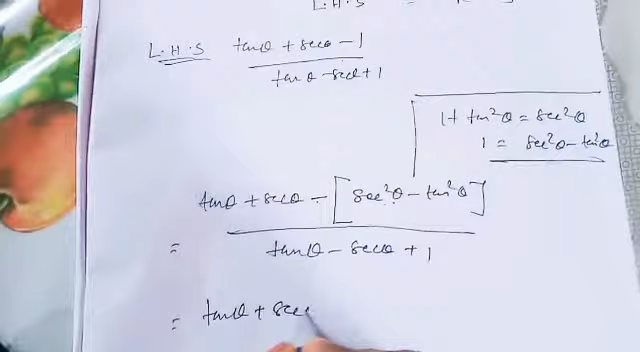 L.H.S =
L.H.S tanθ + secθ - 1
tanθ - secθ + 1
1 + tan²θ = sec²θ
1 = sec²θ - tan²θ
tanθ + secθ - [sec²θ - tan²θ]
=
tanθ - secθ + 1
= tanθ + sec